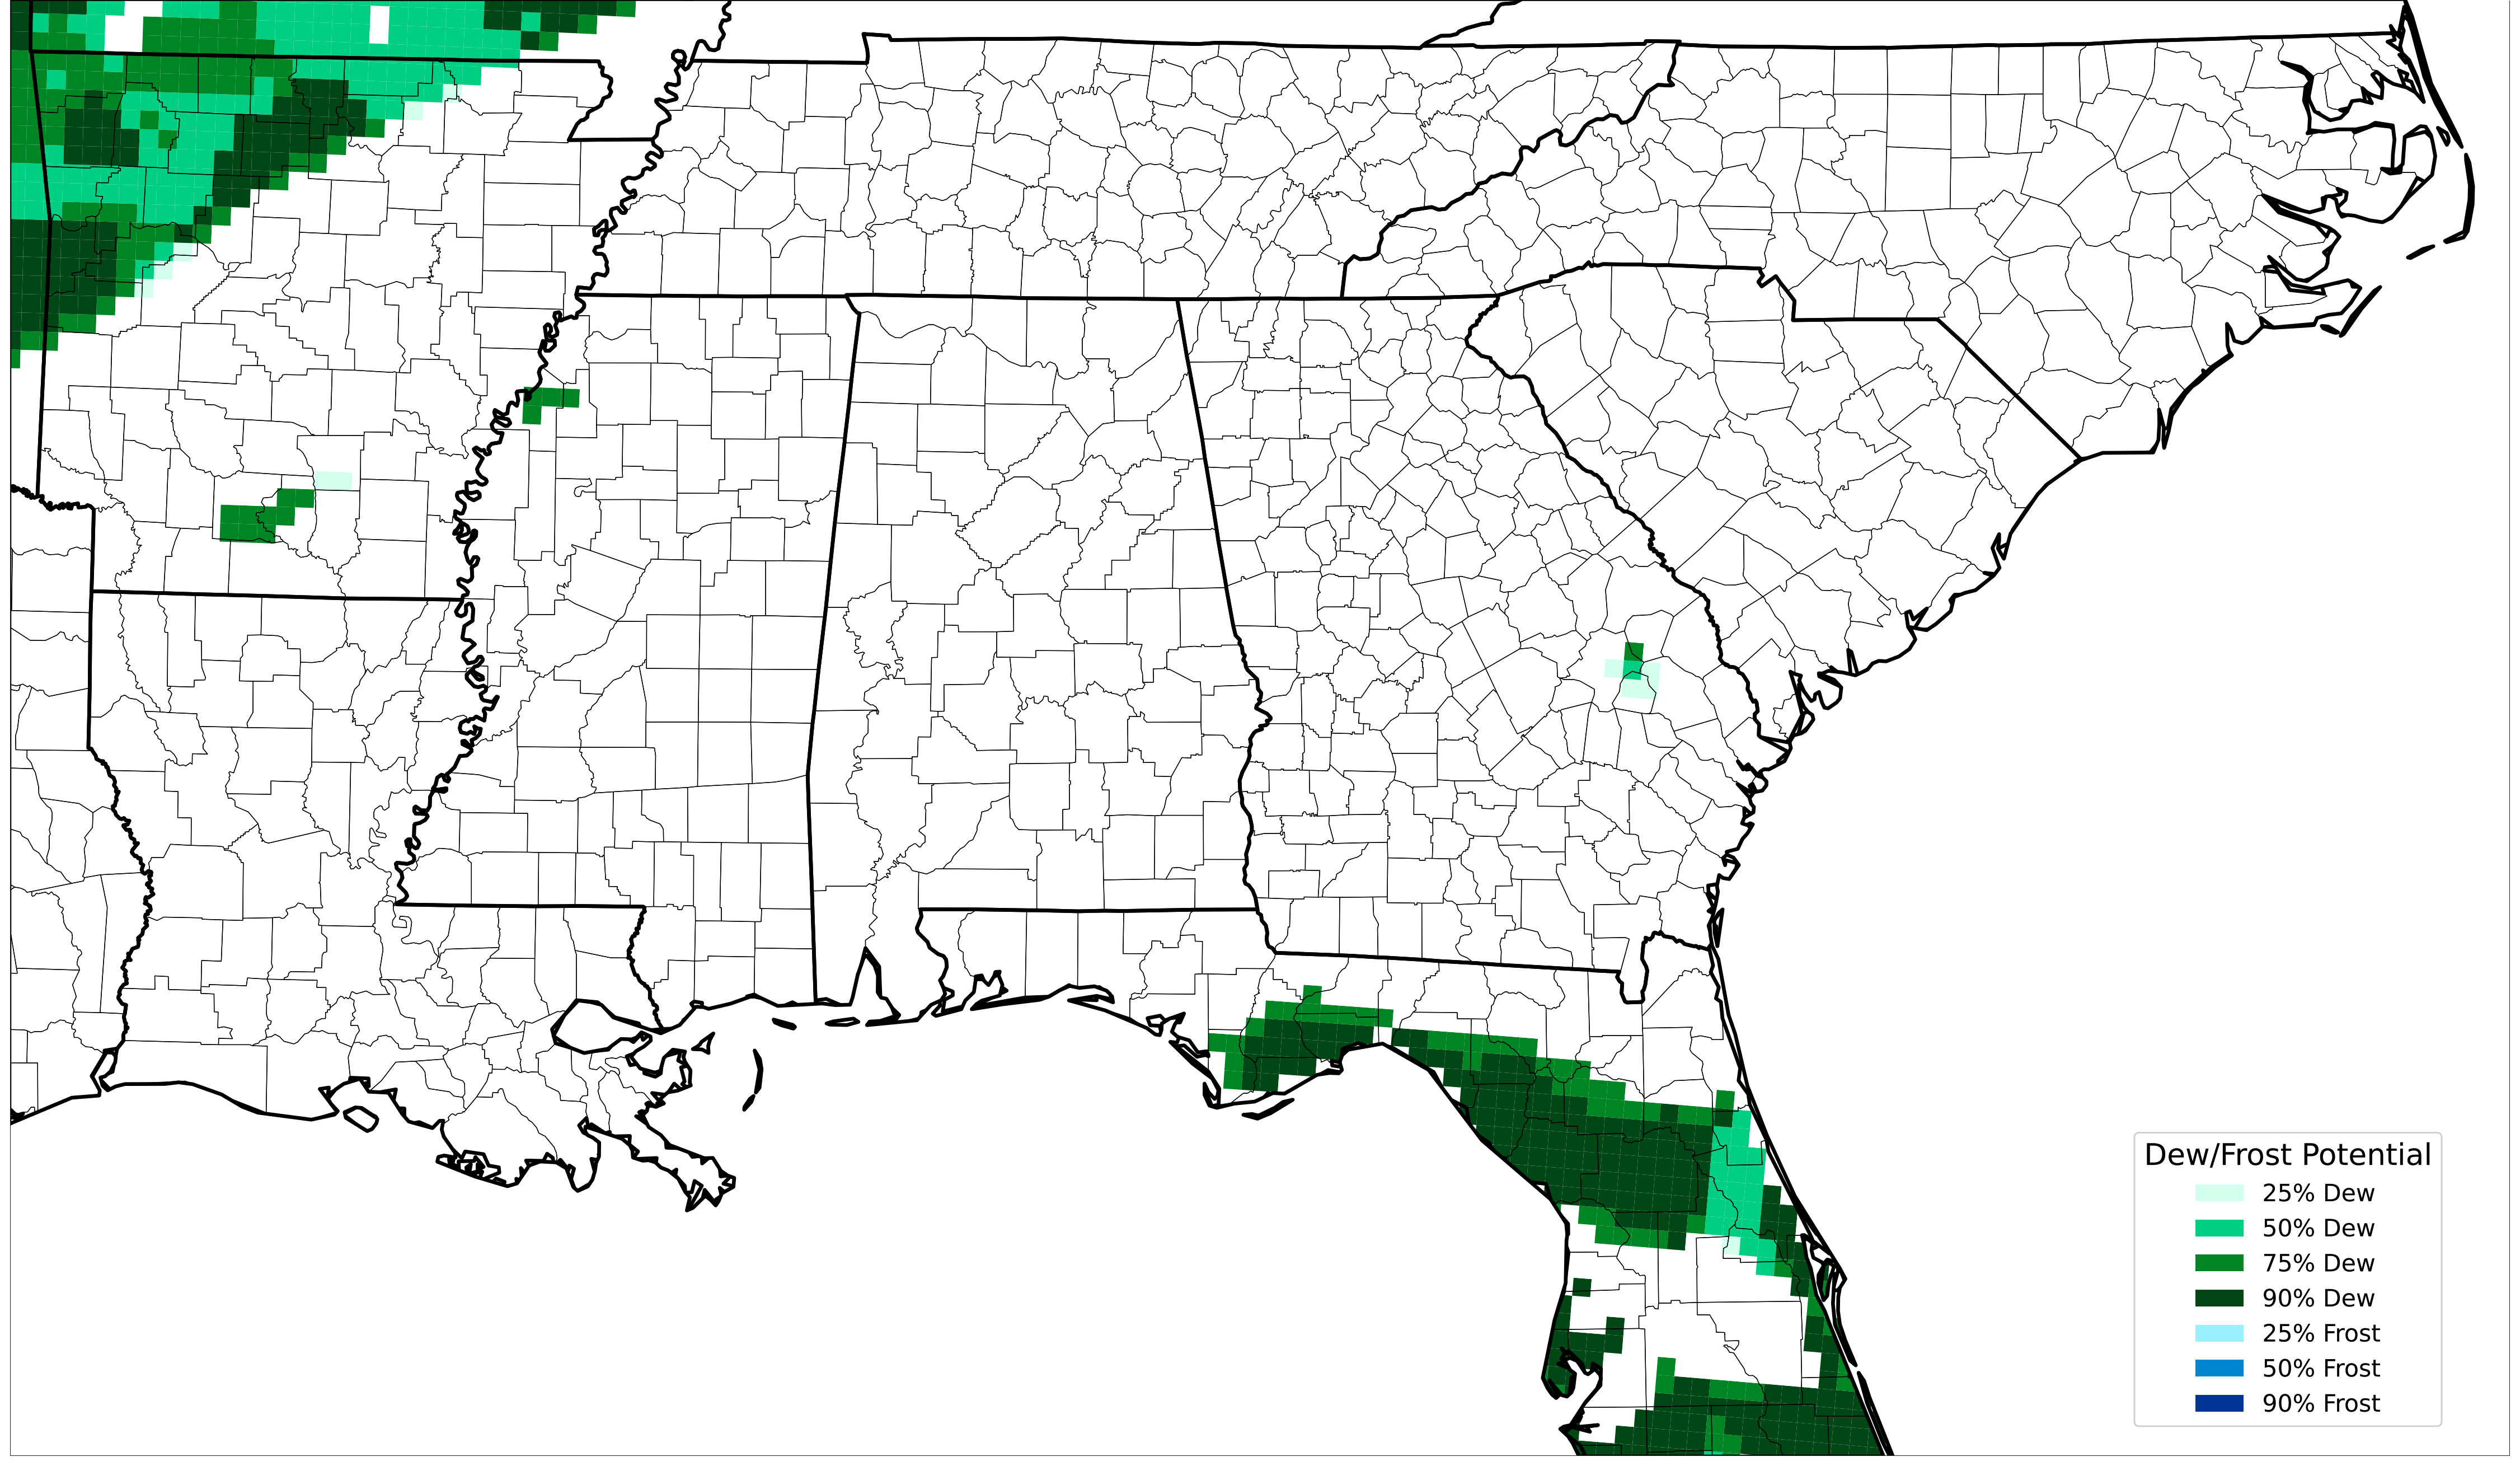 Dew/Frost Potential
25% Dew
50% Dew
75% Dew
90% Dew
25% Frost
50% Frost
90% Frost